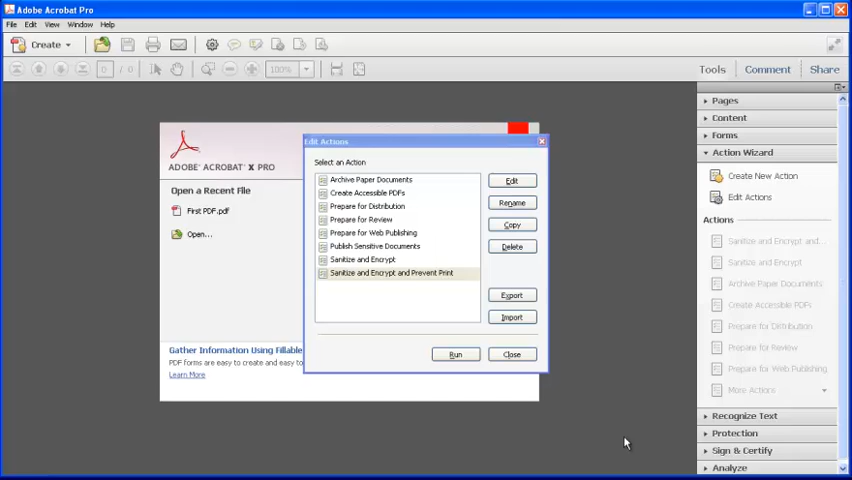 Adobe Acrobat Pro
File Edit View Window Help
Create
0 / 0 100% Tools Comment Share
ADOBE® ACROBAT® X PRO
Open a Recent File
First PDF.pdf
Open...
Gather Information Using Fillable
PDF forms are easy to create and easy to
Learn More
Edit Actions
Select an Action
Archive Paper Documents
Create Accessible PDFs
Prepare for Distribution
Prepare for Review
Prepare for Web Publishing
Publish Sensitive Documents
Sanitize and Encrypt
Sanitize and Encrypt and Prevent Print
Edit
Rename
Copy
Delete
Export
Import
Run
Close
Pages
Content
Forms
Action Wizard
Create New Action
Edit Actions
Actions
Sanitize and Encrypt and...
Sanitize and Encrypt
Archive Paper Documents
Create Accessible PDFs
Prepare for Distribution
Prepare for Review
Prepare for Web Publishing
More Actions
Recognize Text
Protection
Sign & Certify
Analyze